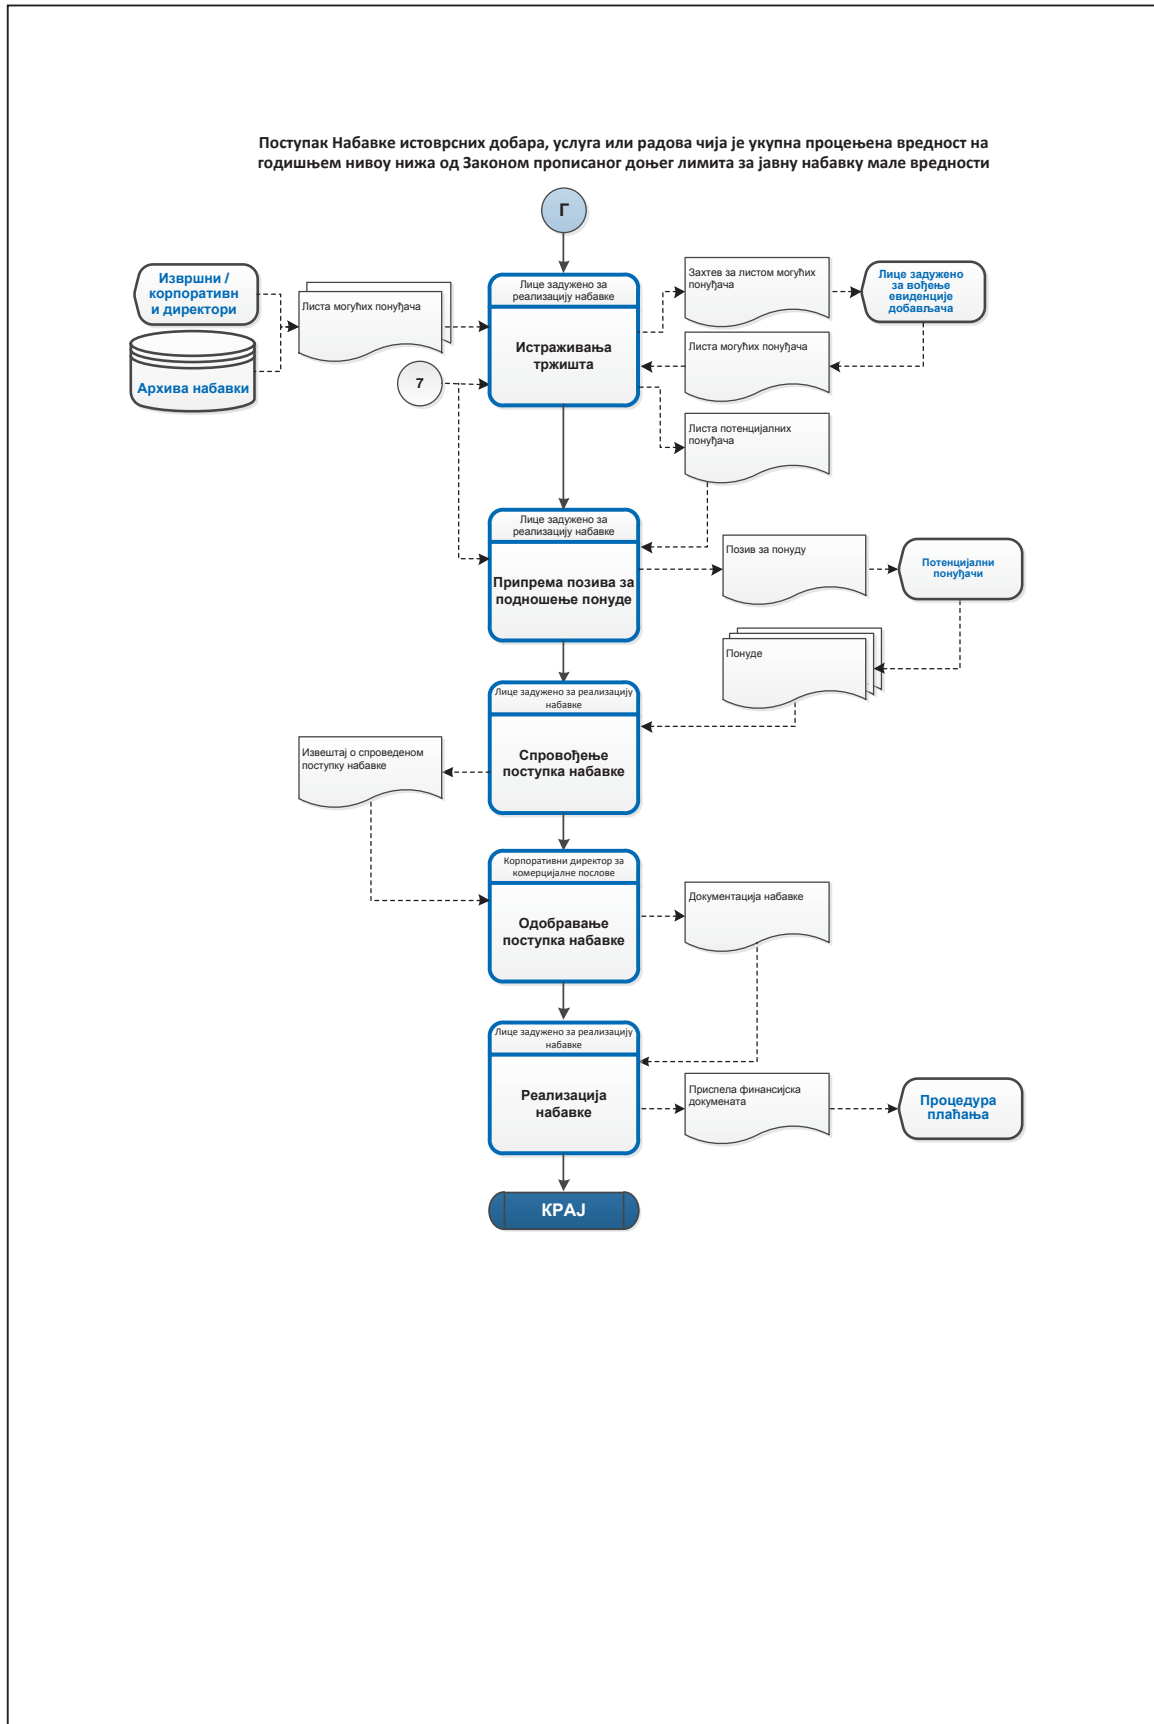 Поступак Набавке истоврсних добара, услуга или радова чија је укупна процењена вредност на
годишњем нивоу нижа од Законом прописаног доњег лимита за јавну набавку мале вредности
Г
Извршни /
корпоративн
и директори
Архива набавки
Листа могућих понуђача
7
Лице задужено за
реализацију набавке
Истраживања
тржишта
Захтев за листом могућих
понуђача
Лице задужено
за вођење
евиденције
добављача
Листа могућих понуђача
Листа потенцијалних
понуђача
Лице задужено за
реализацију набавке
Припрема позива за
подношење понуде
Позив за понуду
Потенцијални
понуђачи
Понуде
Лице задужено за реализацију
набавке
Спровођење
поступка набавке
Извештај о спроведеном
поступку набавке
Корпоративни директор за
комерцијалне послове
Одобравање
поступка набавке
Документација набавке
Лице задужено за реализацију
набавке
Реализација
набавке
Приспела финансијска
документа
Процедура
плаћања
КРАЈ